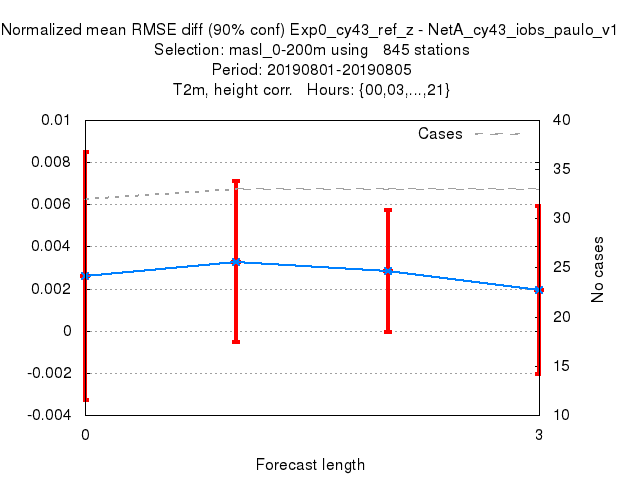 Normalized mean RMSE diff (90% conf) Exp0_cy43_ref_z - NetA_cy43_iobs_paulo_v1
Selection: masl_0-200m using   845 stations
Period: 20190801-20190805
T2m, height corr.   Hours: {00,03,...,21}
Cases
0.01
0.008
0.006
0.004
0.002
0
-0.002
-0.004
40
35
30
25
20
15
10
No cases
0
3
Forecast length